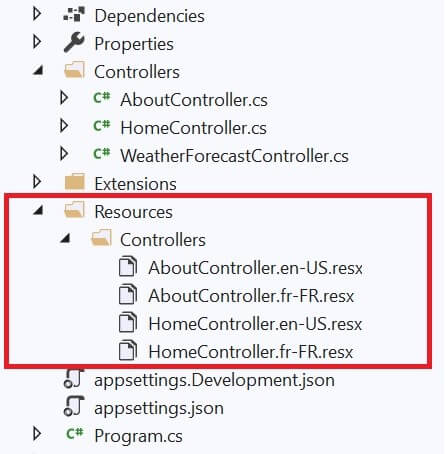 Dependencies
Properties
Controllers
C# AboutController.cs
C# HomeController.cs
C# WeatherForecastController.cs
Extensions
Resources
Controllers
AboutController.en-US.resx
AboutController.fr-FR.resx
HomeController.en-US.resx
HomeController.fr-FR.resx
appsettings.Development.json
appsettings.json
C# Program.cs